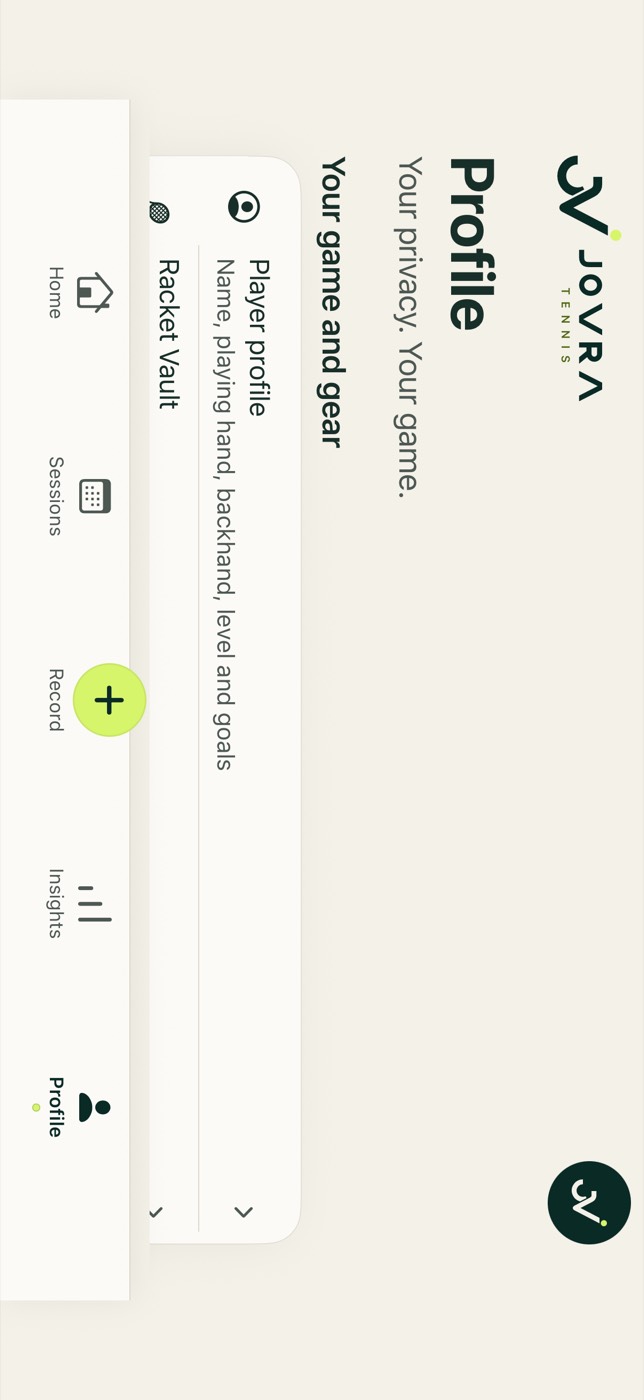 JOVRA
TENNIS
Profile
Your privacy. Your game.
Your game and gear
Player profile
Name, playing hand, backhand, level and goals
Racket Vault
Home
Sessions
Record
Insights
Profile